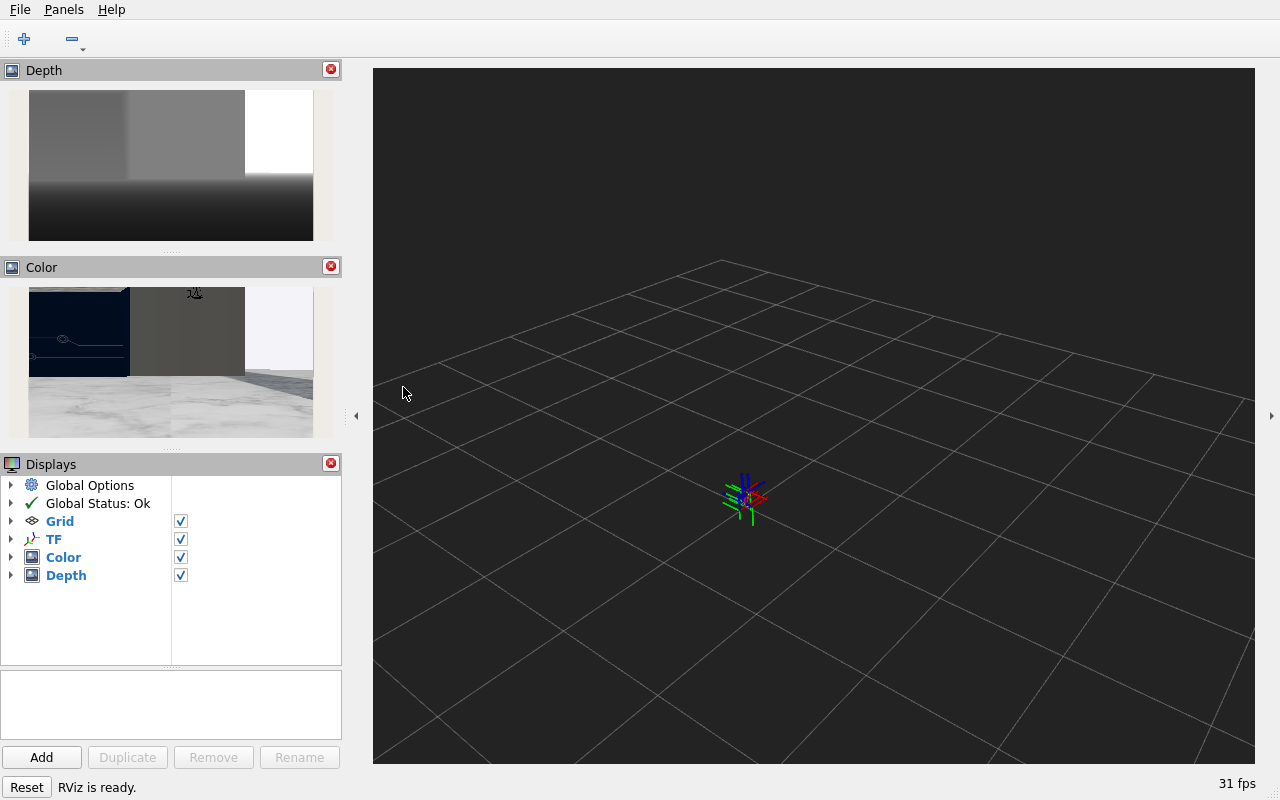 File Panels Help
Depth
Color
Displays
Global Options
Global Status: Ok
Grid
TF
Color
Depth
Add Duplicate Remove Rename
Reset RViz is ready. 31 fps